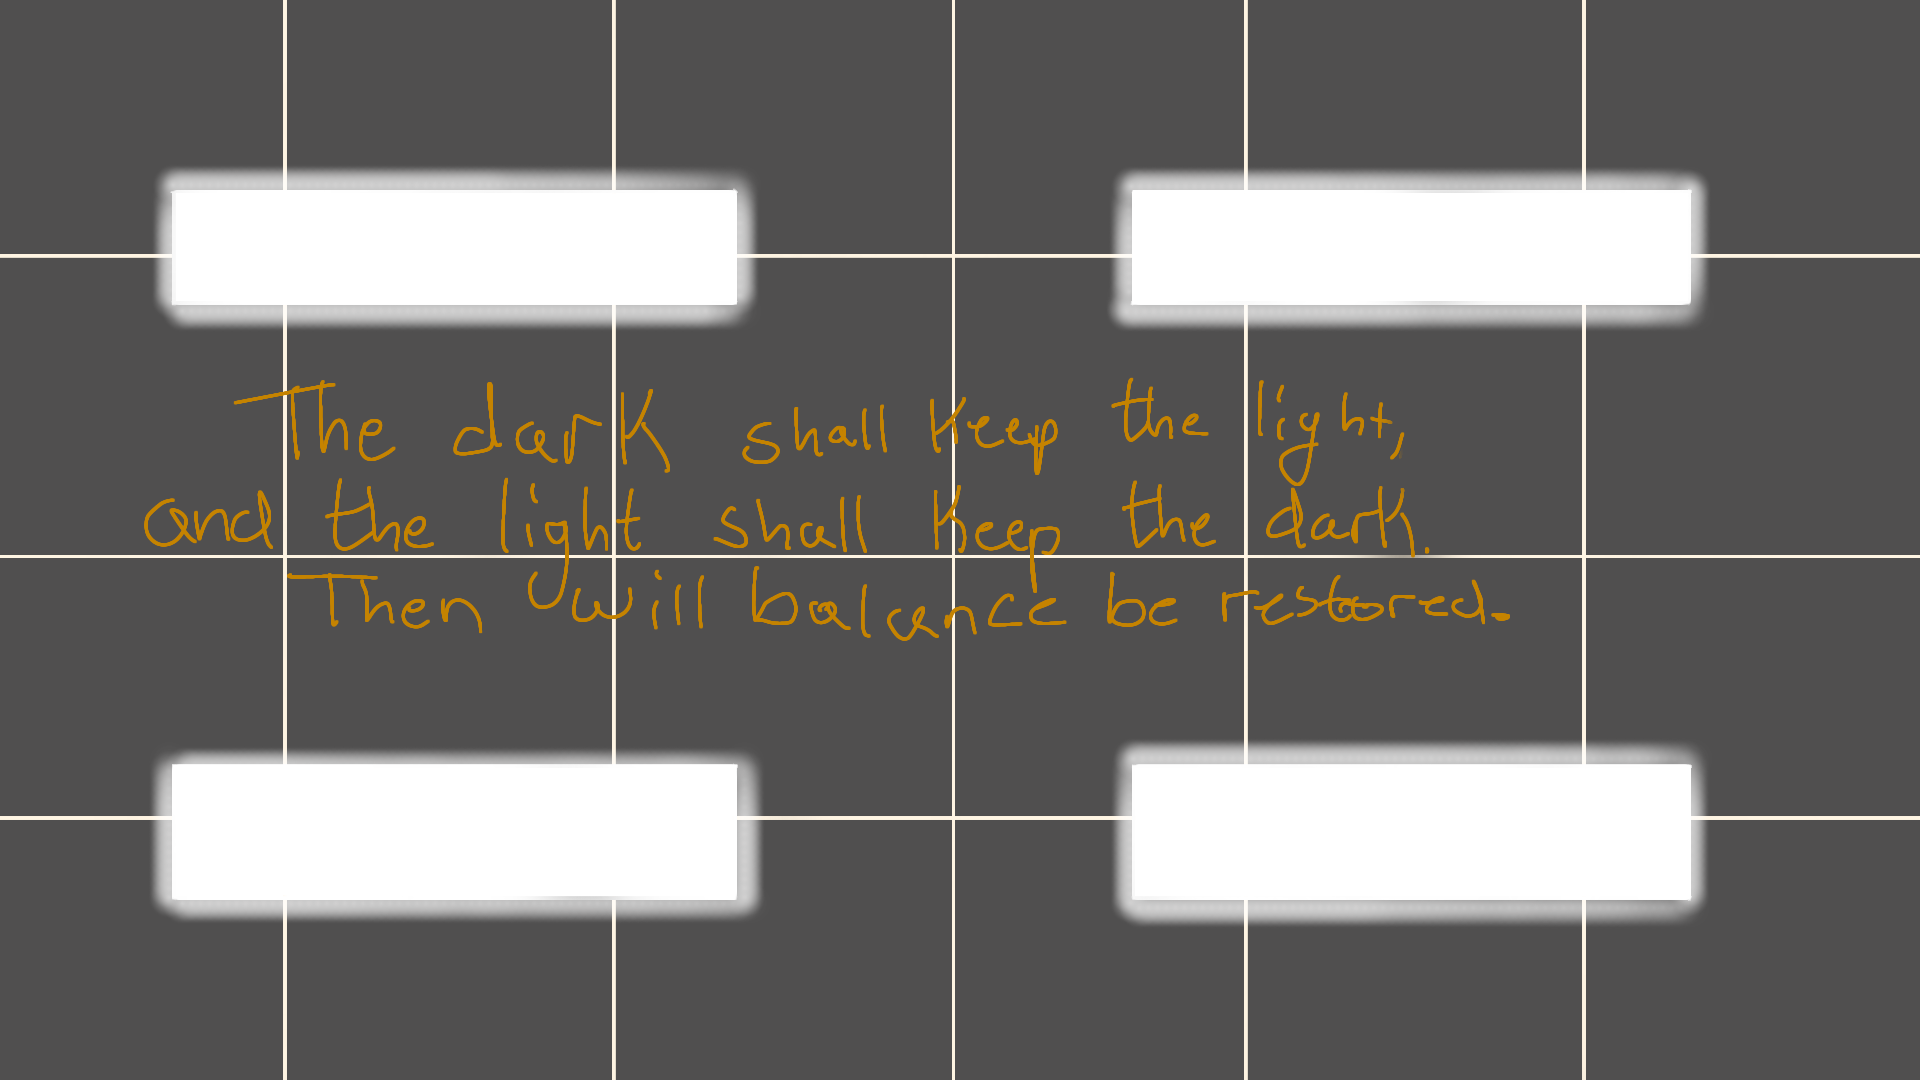 The dark shall keep the light,
and the light shall keep the dark.
Then will balance be restored.